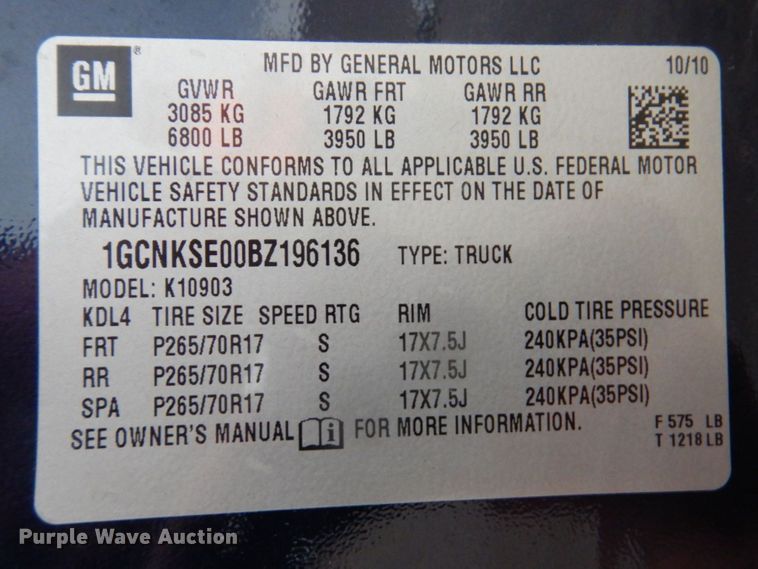 GM ® MFD BY GENERAL MOTORS LLC 10/10
GVWR GAWR FRT GAWR RR
3085 KG 1792 KG 1792 KG
6800 LB 3950 LB 3950 LB
THIS VEHICLE CONFORMS TO ALL APPLICABLE U.S. FEDERAL MOTOR
VEHICLE SAFETY STANDARDS IN EFFECT ON THE DATE OF
MANUFACTURE SHOWN ABOVE.
1GCNKSE00BZ196136 TYPE: TRUCK
MODEL: K10903
KDL4 TIRE SIZE SPEED RTG RIM COLD TIRE PRESSURE
FRT P265/70R17 S 17X7.5J 240KPA(35PSI)
RR P265/70R17 S 17X7.5J 240KPA(35PSI)
SPA P265/70R17 S 17X7.5J 240KPA(35PSI)
SEE OWNER'S MANUAL i FOR MORE INFORMATION.
F 575 LB
T 1218 LB
Purple Wave Auction